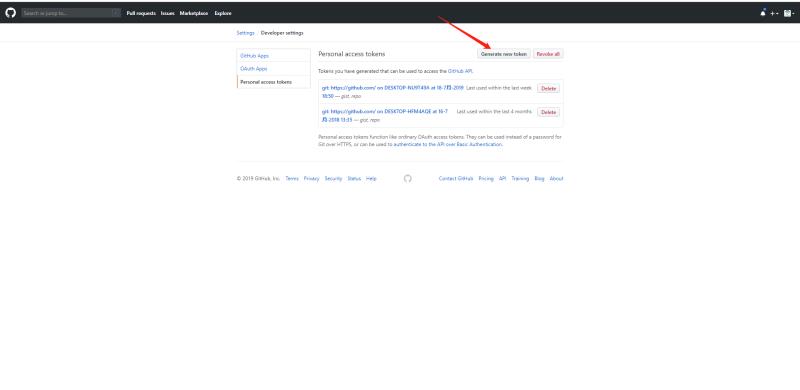 Search or jump to...
Pull requests Issues Marketplace Explore
Settings / Developer settings
GitHub Apps
OAuth Apps
Personal access tokens
Personal access tokens
Generate new token
Revoke all
Tokens you have generated that can be used to access the GitHub API.
git: https://github.com/ on at 18-7月-2019
18:50 — gist, repo
Last used within the last week
Delete
git: https://github.com/ on DESKTOP-HFM4AQE at 16-7
月-2018 13:35 — gist, repo
Last used within the last 4 months
Delete
Personal access tokens function like ordinary OAuth access tokens. They can be used instead of a password for
Git over HTTPS, or can be used to authenticate to the API over Basic Authentication.
© 2019 GitHub, Inc. Terms Privacy Security Status Help
Contact GitHub Pricing API Training Blog About